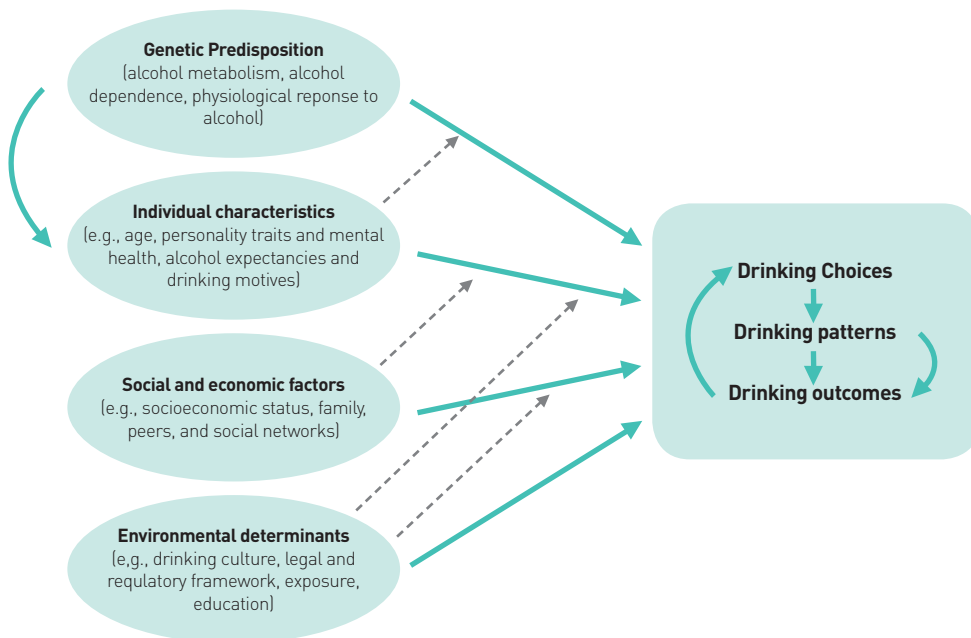 Genetic Predisposition
(alcohol metabolism, alcohol
dependence, physiological reponse to
alcohol)
Individual characteristics
(e.g., age, personality traits and mental
health, alcohol expectancies and
drinking motives)
Social and economic factors
(e.g., socioeconomic status, family,
peers, and social networks)
Environmental determinants
(e,g., drinking culture, legal and
requlatory framework, exposure,
education)
Drinking Choices
Drinking patterns
Drinking outcomes